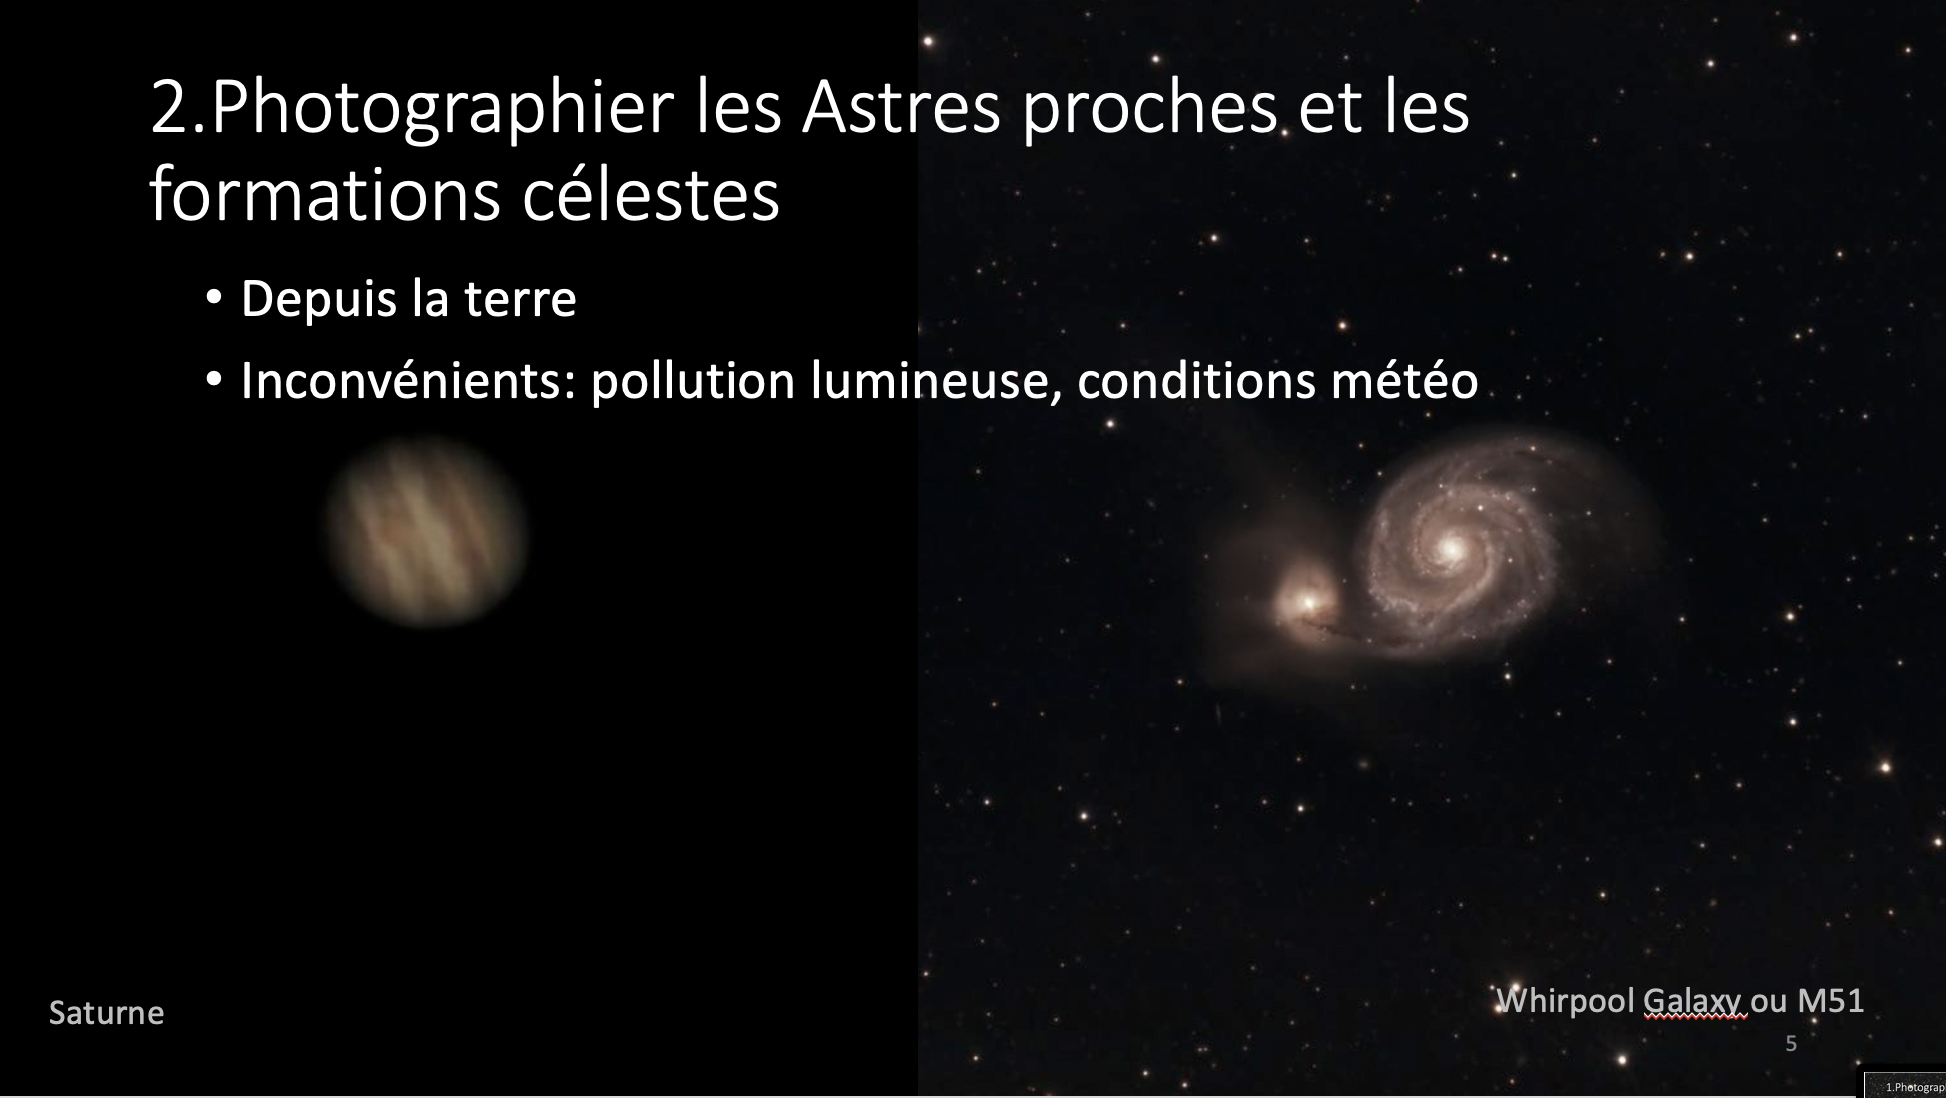 2.Photographier les Astres proches et les
formations célestes
• Depuis la terre
• Inconvénients: pollution lumineuse, conditions météo
Saturne
Whirpool Galaxy ou M51
5
1.Photograp